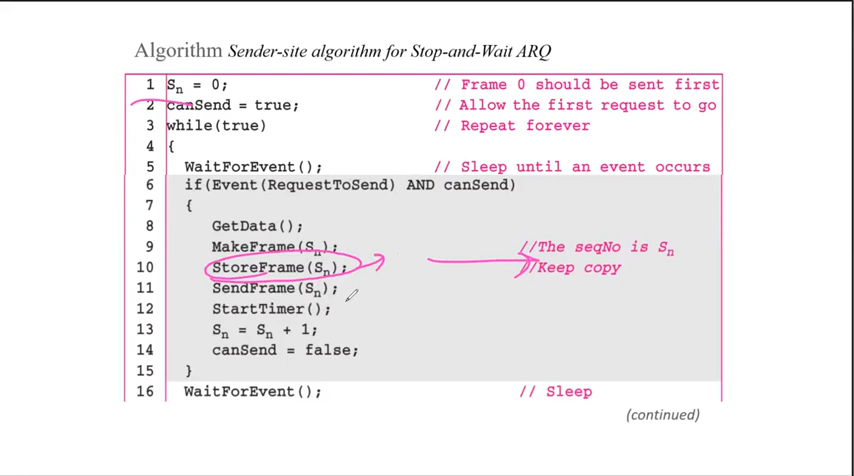 Algorithm Sender-site algorithm for Stop-and-Wait ARQ
1 Sn = 0; // Frame 0 should be sent first
2 canSend = true; // Allow the first request to go
3 while(true) // Repeat forever
4 {
5 WaitForEvent(); // Sleep until an event occurs
6 if(Event(RequestToSend) AND canSend)
7 {
8 GetData();
9 MakeFrame(Sn); //The seqNo is Sn
10 StoreFrame(Sn); //Keep copy
11 SendFrame(Sn);
12 StartTimer();
13 Sn = Sn + 1;
14 canSend = false;
15 }
16 WaitForEvent(); // Sleep
(continued)